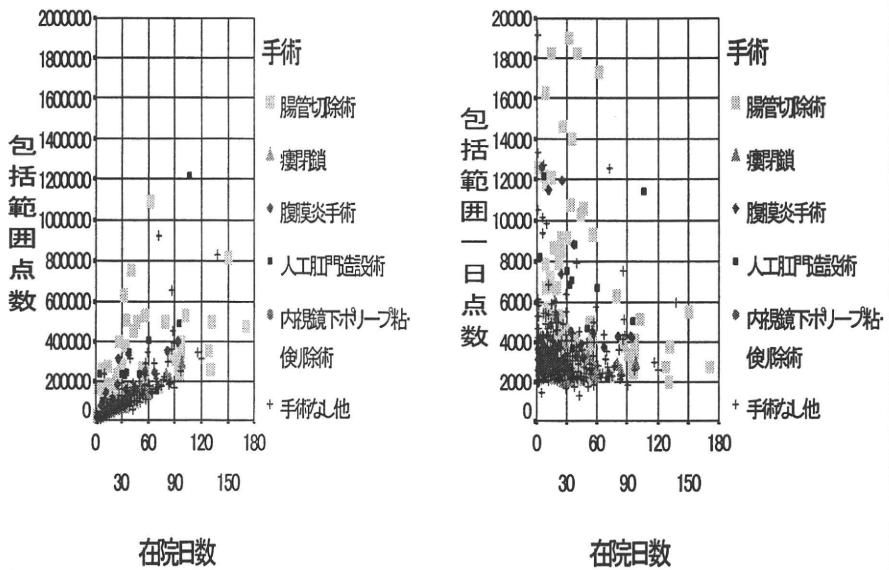 2000000
1800000
1600000
1400000
1200000
1000000
800000
600000
400000
200000
0
包括範囲点数
0 60 120 180
30 90 150
在院日数
手術
腸管切除術
瘻閉鎖
腹膜炎手術
人工肛門造設術
内視鏡下ポリープ粘・
除術
手術なし他
20000
18000
16000
14000
12000
10000
8000
6000
4000
2000
0
包括範囲一日点数
0 60 120 180
30 90 150
在院日数
手術
腸管切除術
瘻閉鎖
腹膜炎手術
人工肛門造設術
内視鏡下ポリープ粘・
除術
手術なし他